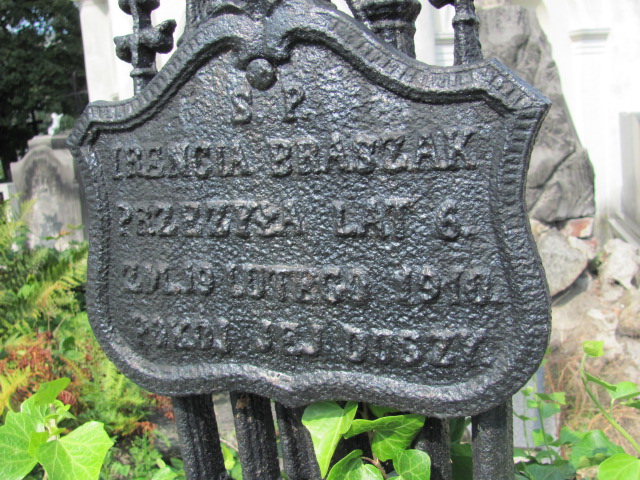 Ś. P.
IRENCIA BRASZAK
PRZEŻYŁA LAT 6.
ZM. 19 LUTEGO
POKÓJ JEJ DUSZY